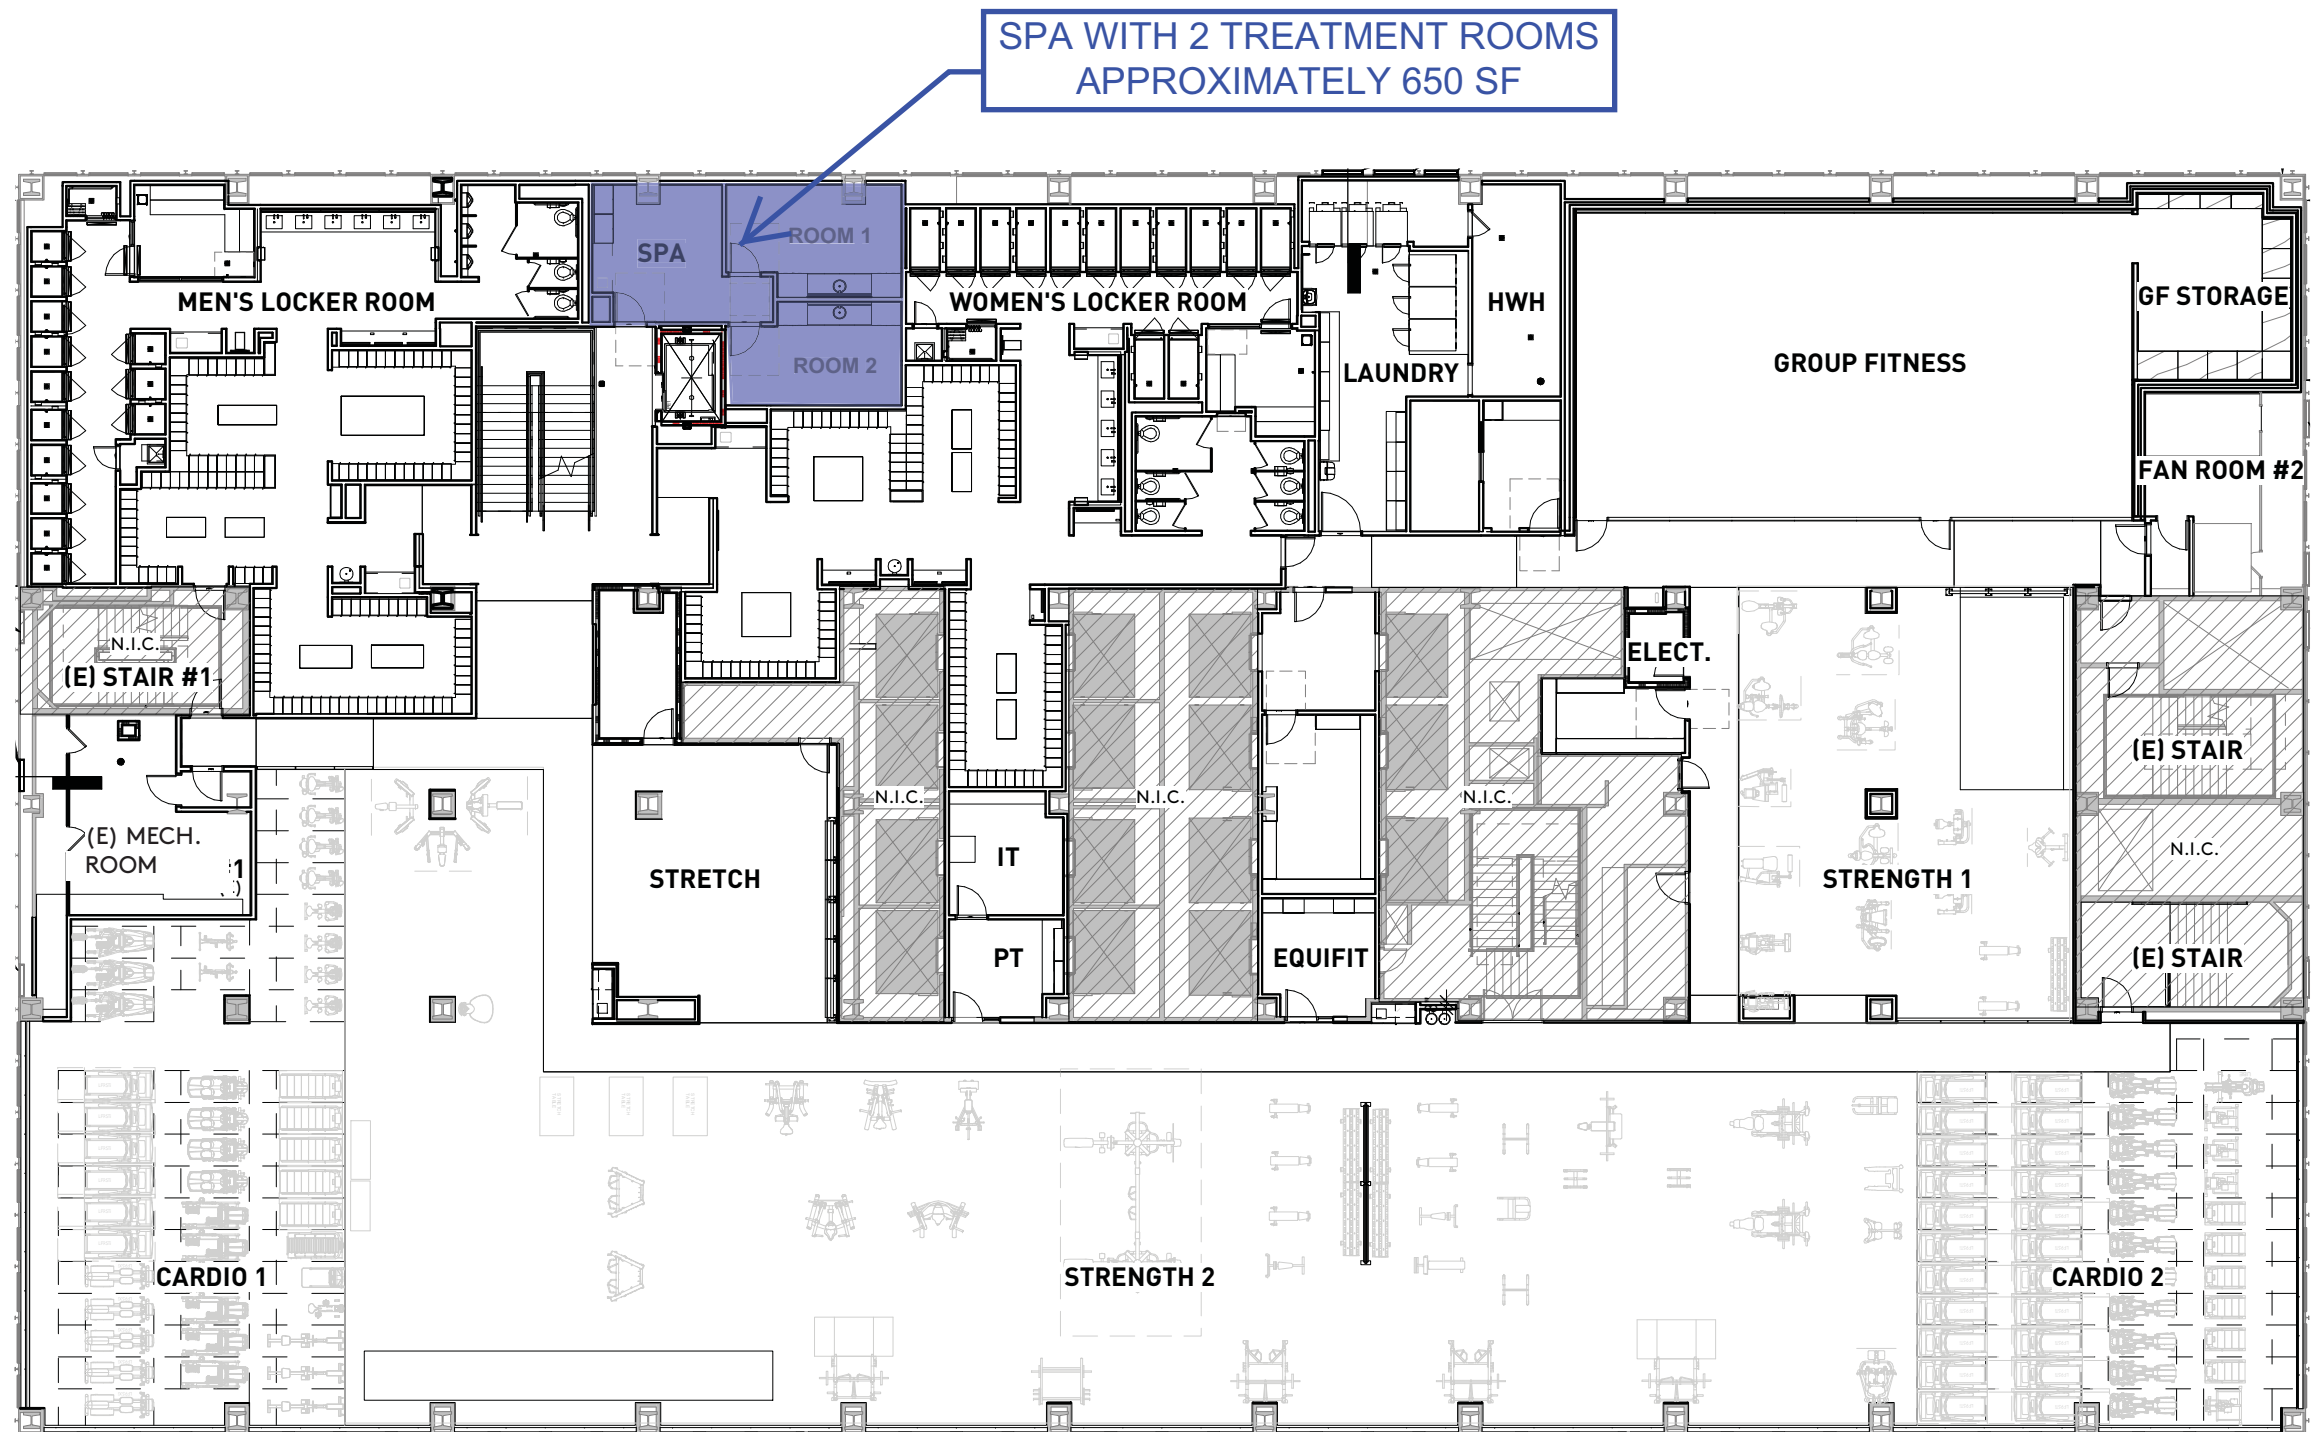 SPA WITH 2 TREATMENT ROOMS
APPROXIMATELY 650 SF
ROOM 1
SPA
MEN'S LOCKER ROOM
WOMEN'S LOCKER ROOM
HWH
GF STORAGE
ROOM 2
LAUNDRY
GROUP FITNESS
FAN ROOM #2
N.I.C.
(E) STAIR #1
ELECT.
(E) STAIR
N.I.C.
N.I.C.
N.I.C.
(E) MECH.
ROOM
1
STRETCH
IT
STRENGTH 1
N.I.C.
PT
EQUIFIT
(E) STAIR
CARDIO 1
STRENGTH 2
CARDIO 2